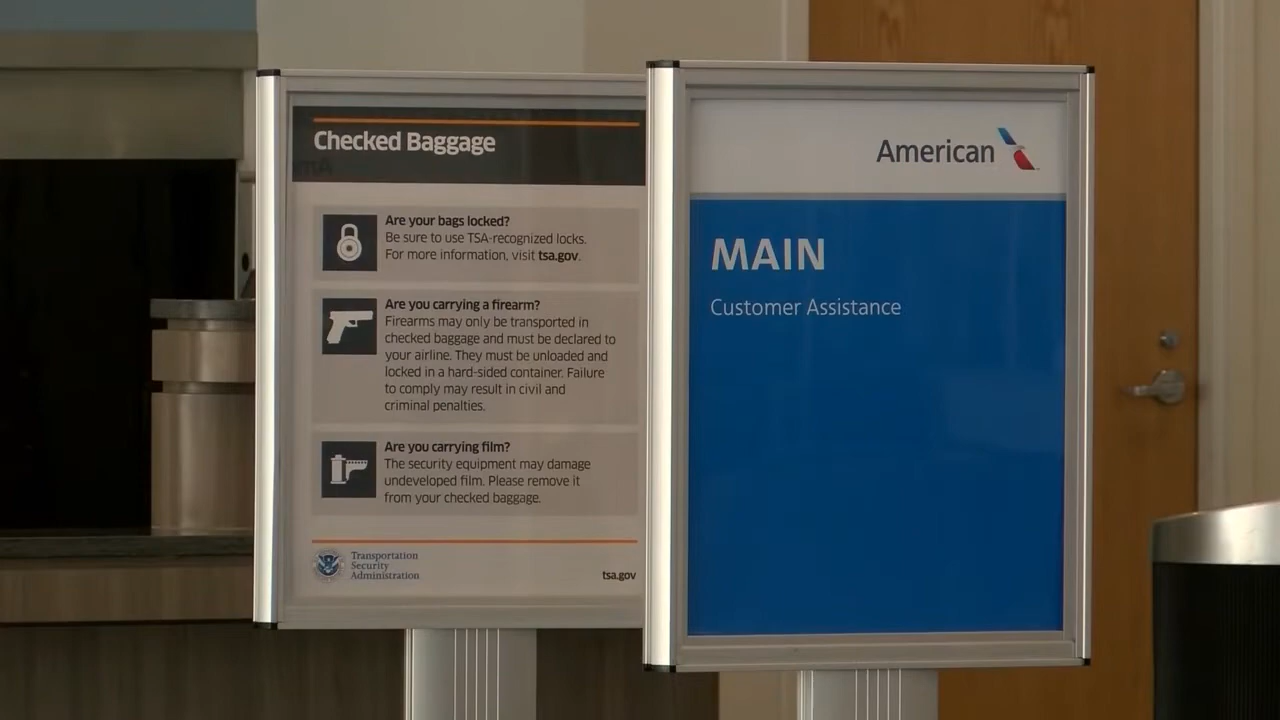 Checked Baggage
Are your bags locked?
Be sure to use TSA-recognized locks.
For more information, visit tsa.gov.
Are you carrying a firearm?
Firearms may only be transported in
checked baggage and must be declared to
your airline. They must be unloaded and
locked in a hard-sided container. Failure
to comply may result in civil and
criminal penalties.
Are you carrying film?
The security equipment may damage
undeveloped film. Please remove it
from your checked baggage.
Transportation
Security
Administration
tsa.gov
American
MAIN
Customer Assistance